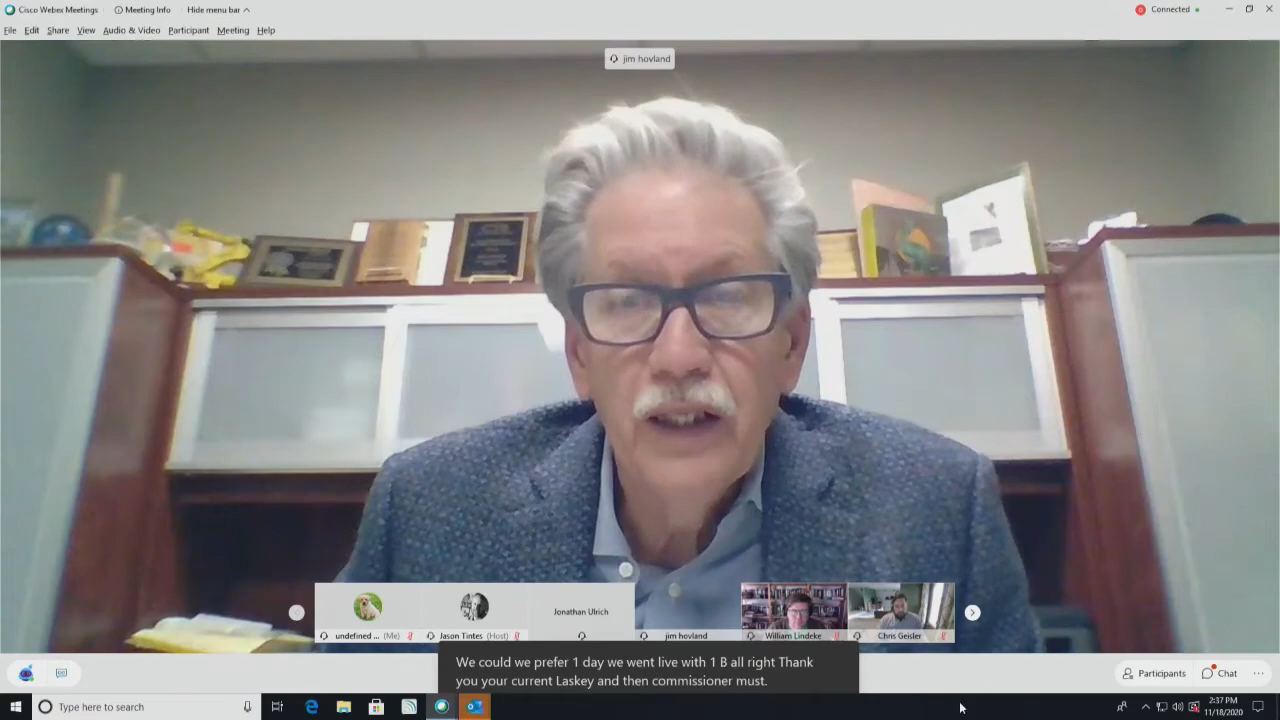 Cisco Webex Meetings
Meeting Info
Hide menu bar
Connected
File Edit Share View Audio & Video Participant Meeting Help
jim hovland
Jonathan Ulrich
undefined ... (Me)
Jason Tintes (Host)
jim hovland
William Lindeke
Chris Geisler
We could we prefer 1 day we went live with 1 B all right Thank
you your current Laskey and then commissioner must.
Participants
Chat
Type here to search
2:37 PM
11/18/2020